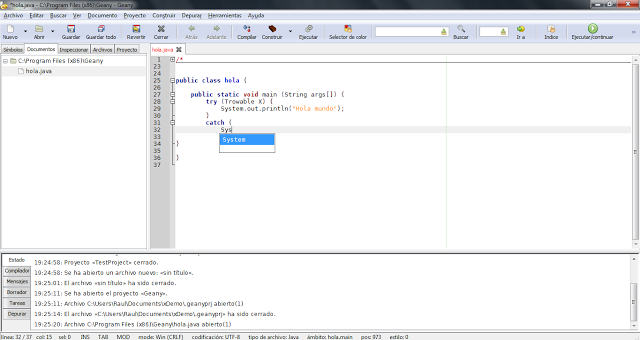 *hola.java - C:\Program Files (x86)\Geany - Geany
Archivo Editar Buscar Ver Documento Proyecto Construir Depurar Herramientas Ayuda
Nuevo Abrir Guardar Guardar todo Revertir Cerrar Atrás Adelante Compilar Construir Ejecutar Selector de color Buscar Ir a Indice Ejecutar/continuar
Símbolos Documentos Inspeccionar Archivos Proyecto
C:\Program Files (x86)\Geany
hola.java
hola.java
1 /*
23
24
25 public class hola {
26
27 public static void main (String args[]) {
28 try (Trowable X) {
29 System.out.println("Hola mundo");
30 }
31 catch (
32 Sys
33 System
34 }
35
36 }
37
Estado
Compilador
Mensajes
Borrador
Tareas
Depurar
19:24:58: Proyecto «TestProject» cerrado.
19:24:58: Se ha abierto un archivo nuevo: «sin título».
19:25:01: El archivo «sin título» ha sido cerrado.
19:25:11: Se ha abierto el proyecto «Geany».
19:25:11: Archivo C:\Users\Raul\Documents\xDemo\.geanyprj abierto(1)
19:25:14: El archivo «C:\Users\Raul\Documents\xDemo\.geanyprj» ha sido cerrado.
19:25:20: Archivo C:\Program Files (x86)\Geany\hola.java abierto(1)
línea: 32 / 37 col: 15 sel: 0 INS TAB MOD mode: Win (CRLF) codificación: UTF-8 tipo de archivo: Java ámbito: hola.main pos: 973 estilo: 0